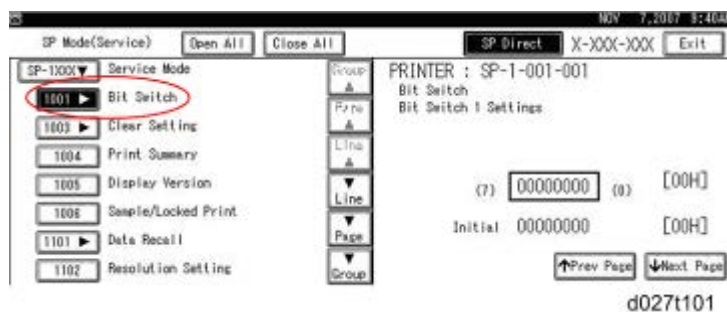 NOV 7,2007 9:40AM
SP Mode(Service) Open All Close All SP Direct X-XXX-XXX Exit
SP-1XXX▼ Service Mode
1001 ► Bit Switch
1003 ► Clear Setting
1004 Print Summary
1005 Display Version
1006 Sample/Locked Print
1101 ► Data Recall
1102 Resolution Setting
Group
▲
Page
▲
Line
▲
▼
Line
▼
Page
▼
Group
PRINTER : SP-1-001-001
Bit Switch
Bit Switch 1 Settings
(7) 00000000 (0) [00H]
Initial 00000000 [00H]
↑Prev Page ↓Next Page
d027t101